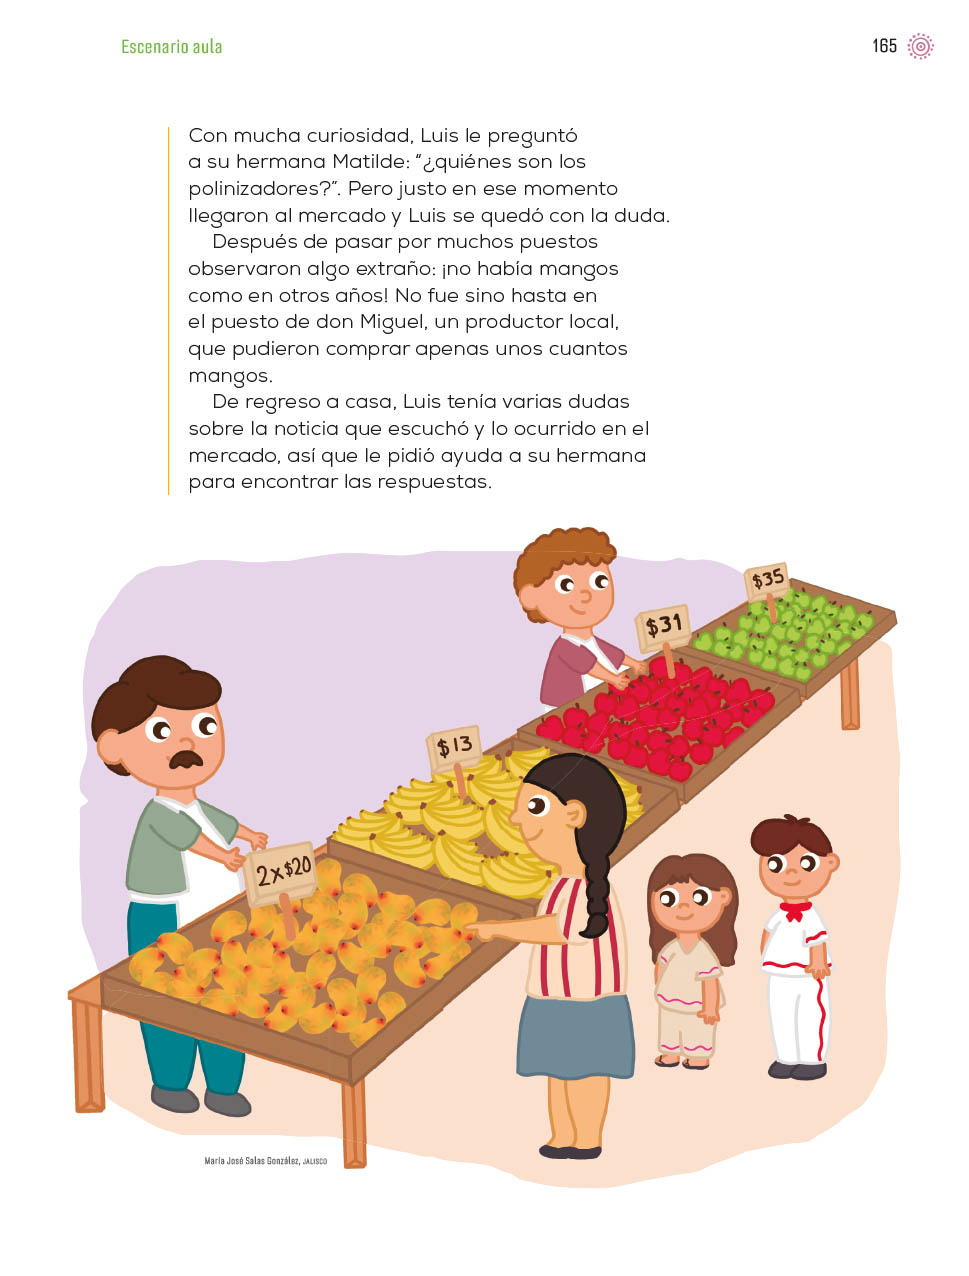 Escenario aula
165
Con mucha curiosidad, Luis le preguntó
a su hermana Matilde: “¿quiénes son los
polinizadores?”. Pero justo en ese momento
llegaron al mercado y Luis se quedó con la duda.
Después de pasar por muchos puestos
observaron algo extraño: ¡no había mangos
como en otros años! No fue sino hasta en
el puesto de don Miguel, un productor local,
que pudieron comprar apenas unos cuantos
mangos.
De regreso a casa, Luis tenía varias dudas
sobre la noticia que escuchó y lo ocurrido en el
mercado, así que le pidió ayuda a su hermana
para encontrar las respuestas.
$35
$31
$13
2x$20
María José Salas González, JALISCO